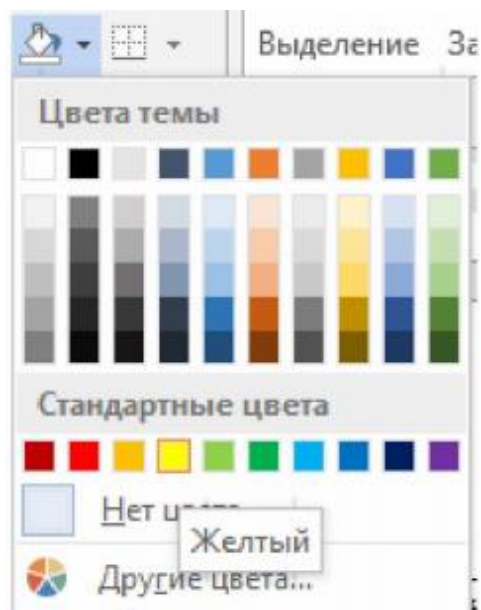 Выделение
Цвета темы
Стандартные цвета
Нет
Желтый
Другие цвета...